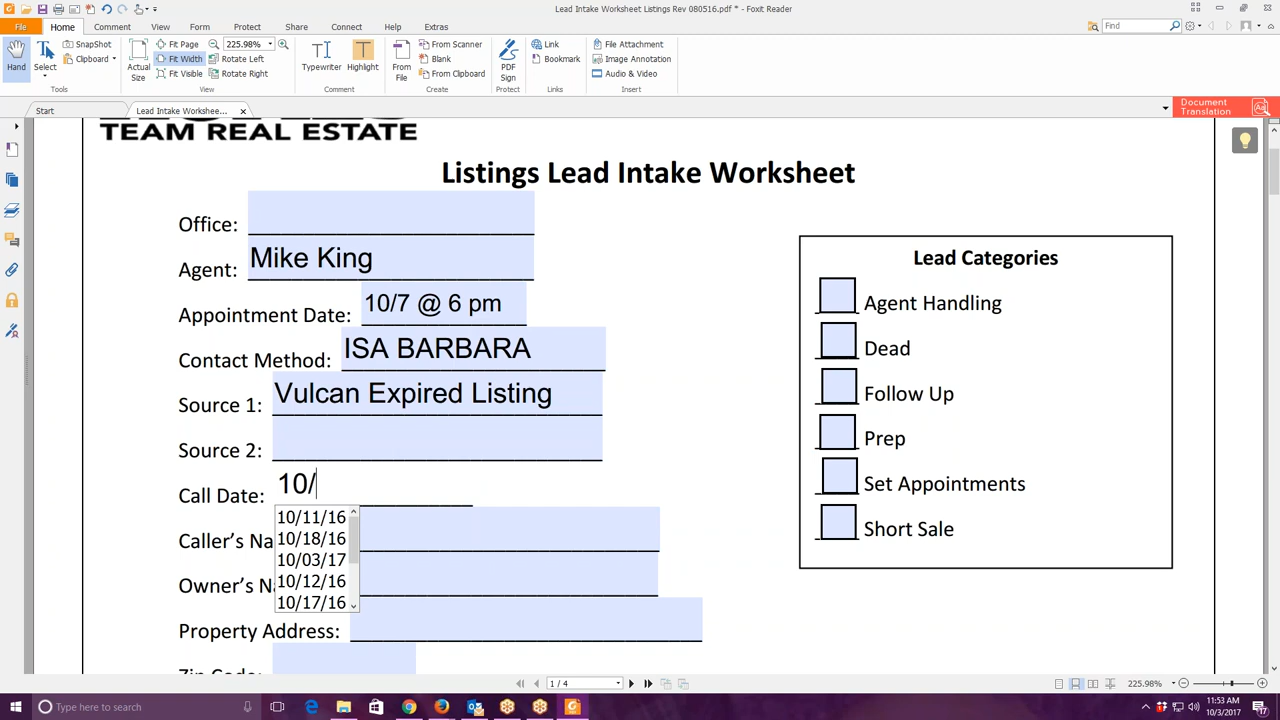 Lead Intake Worksheet Listings Rev 080516.pdf * - Foxit Reader
File Home Comment View Form Protect Share Connect Help Extras Find
Hand
Select
SnapShot
Clipboard
Tools
Actual Size
Fit Page
Fit Width
Fit Visible
225.98%
Rotate Left
Rotate Right
View
Typewriter
Highlight
Comment
From File
From Scanner
Blank
From Clipboard
Create
PDF Sign
Protect
Link
Bookmark
Links
File Attachment
Image Annotation
Audio & Video
Insert
Start Lead Intake Workshee...
Document Translation
TEAM REAL ESTATE
Listings Lead Intake Worksheet
Office:
Agent: Mike King
Appointment Date: 10/7 @ 6 pm
Contact Method: ISA BARBARA
Source 1: Vulcan Expired Listing
Source 2:
Call Date: 10/
10/11/16
10/18/16
10/03/17
10/12/16
10/17/16
Caller's Na
Owner's Na
Property Address:
Zip Code:
Lead Categories
Agent Handling
Dead
Follow Up
Prep
Set Appointments
Short Sale
1 / 4
225.98%
Type here to search
11:53 AM
10/3/2017
17